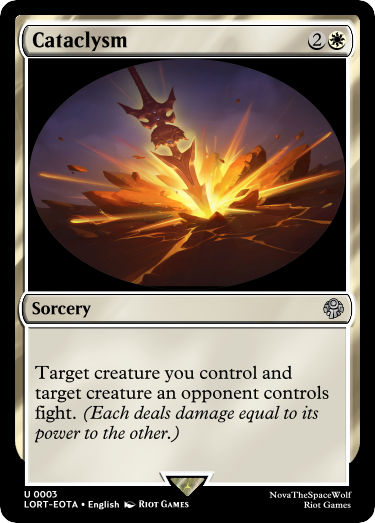 Cataclysm 2
Sorcery
Target creature you control and
target creature an opponent controls
fight. (Each deals damage equal to its
power to the other.)
U 0003
LORT-EOTA • English RIOT GAMES
NovaTheSpaceWolf
Riot Games